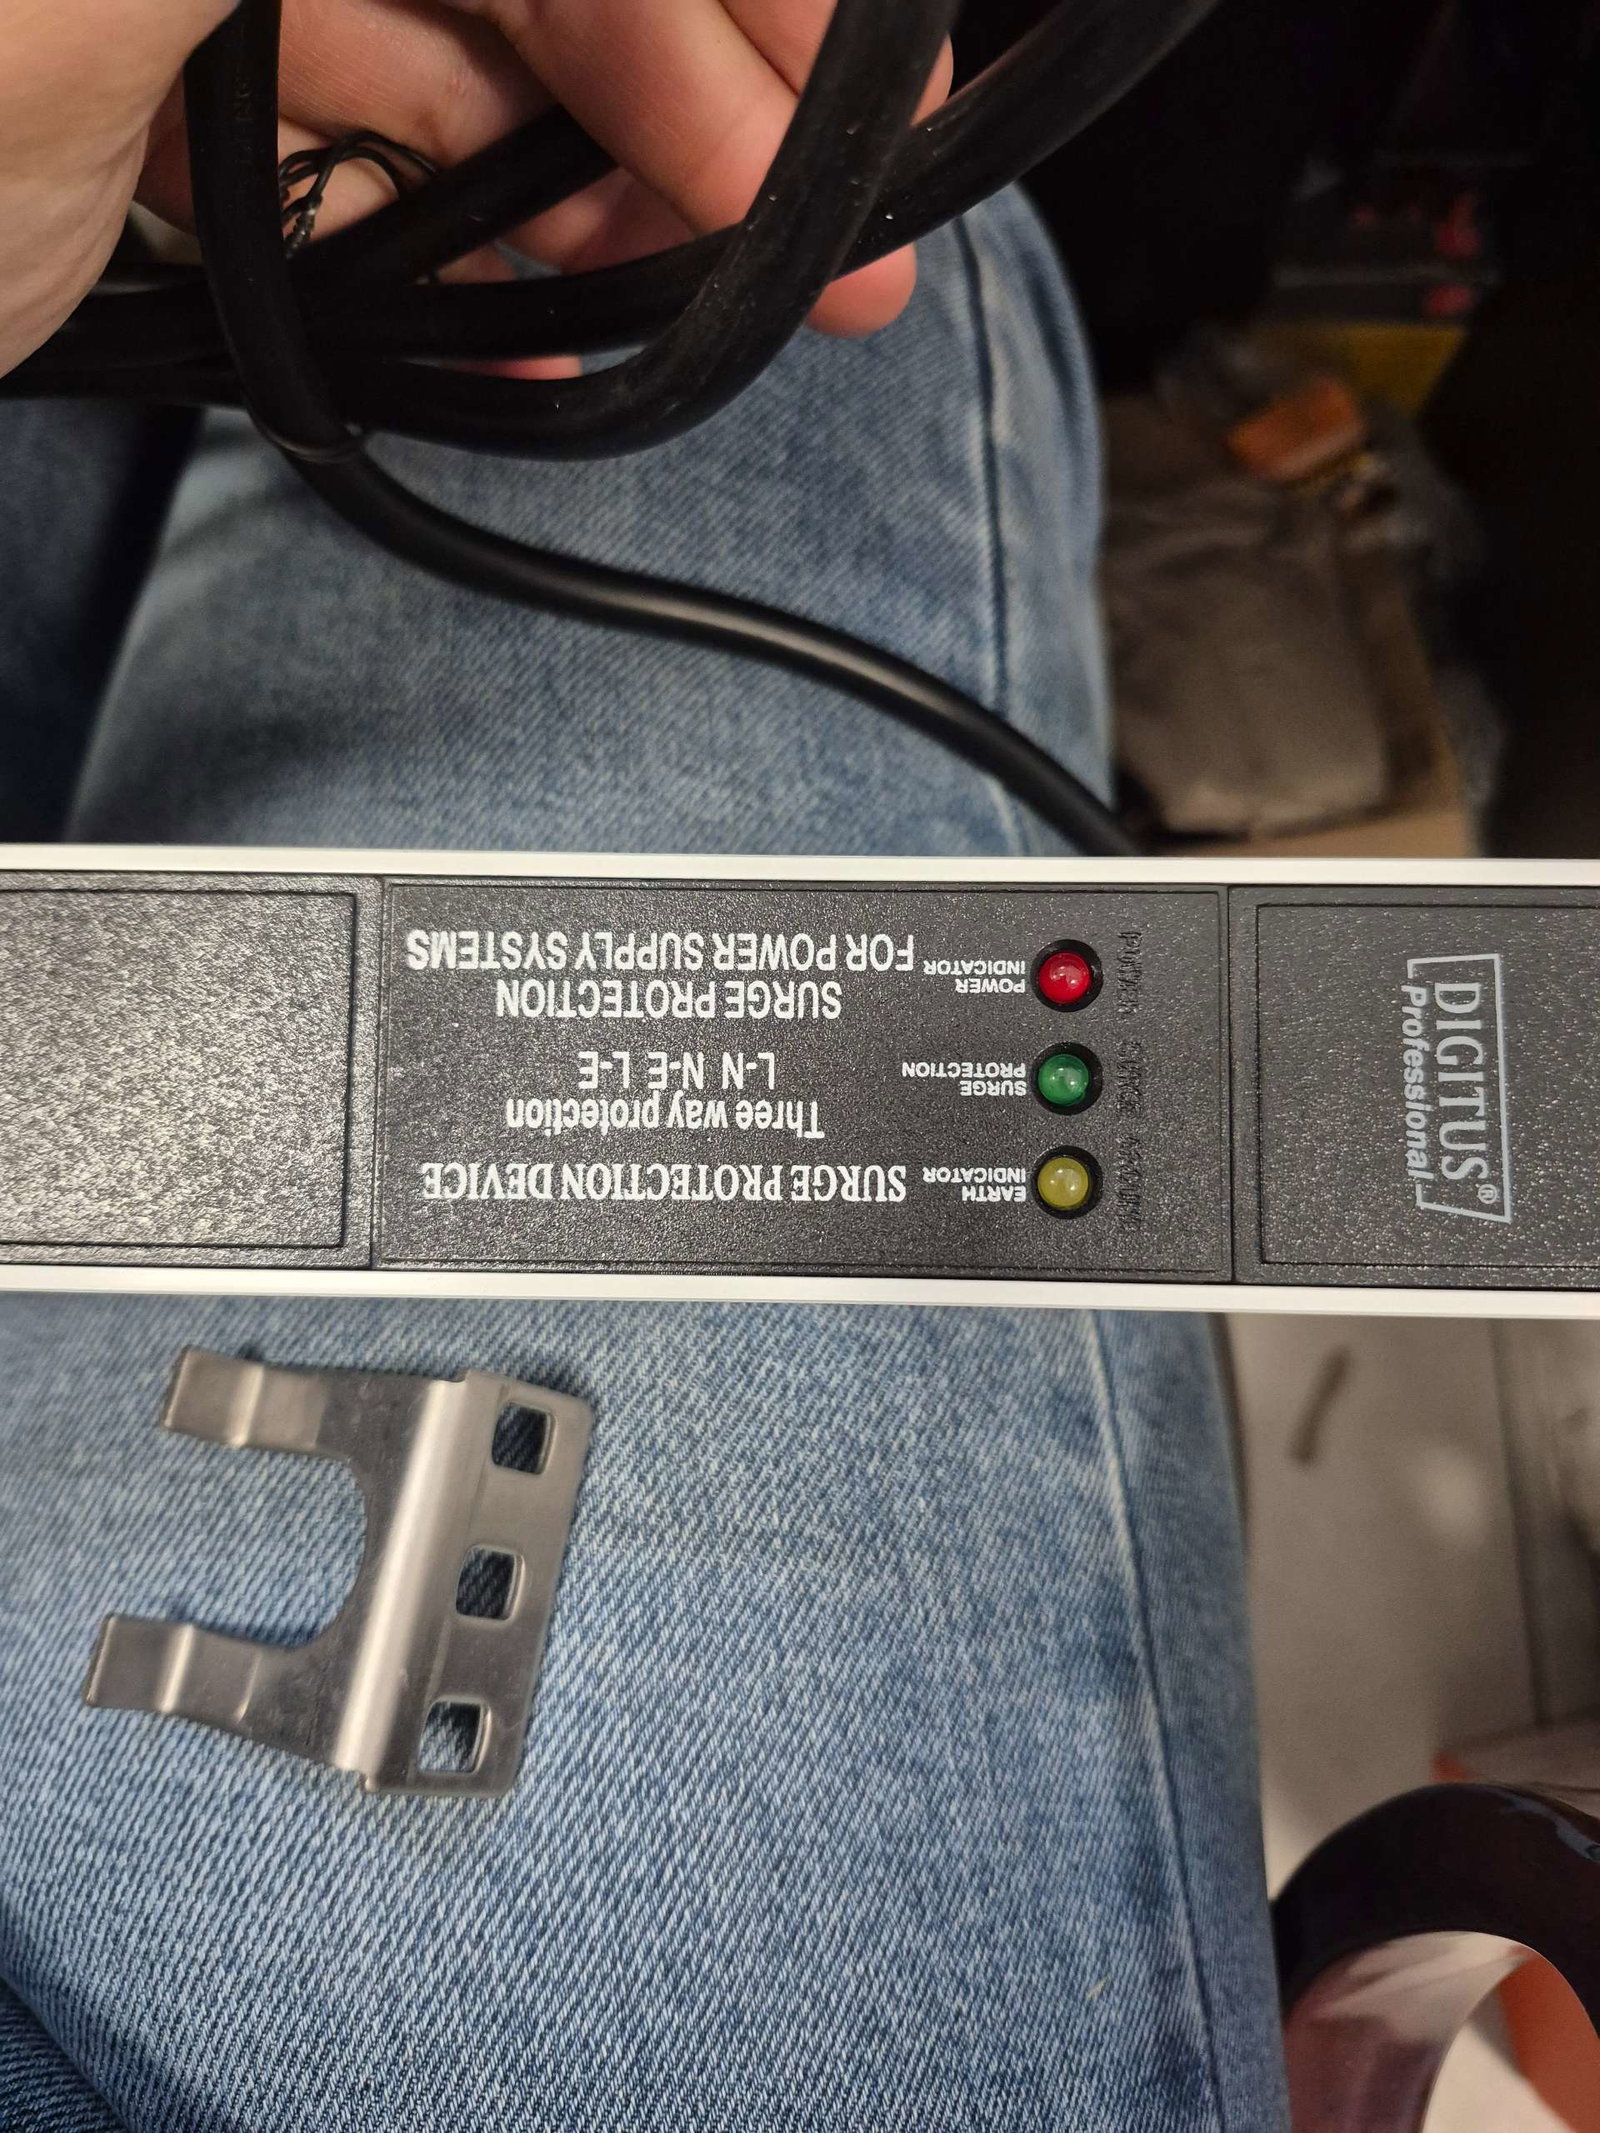 SURGE PROTECTION DEVICE
Three way protection
L-N N-E L-E
SURGE PROTECTION
FOR POWER SUPPLY SYSTEMS
EARTH
INDICATOR
SURGE
PROTECTION
POWER
INDICATOR
DIGITUS®
Professional